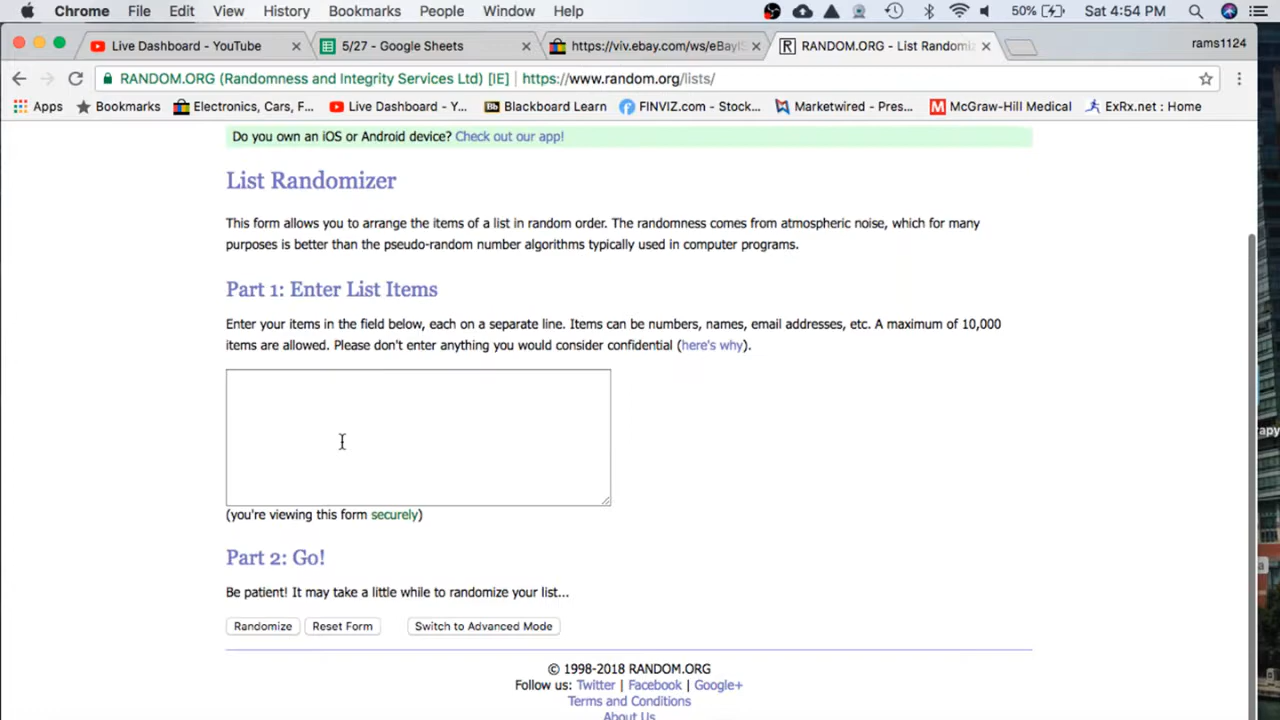 Chrome File Edit View History Bookmarks People Window Help 50% Sat 4:54 PM
Live Dashboard - YouTube 5/27 - Google Sheets https://viv.ebay.com/ws/eBayIS RANDOM.ORG - List Randomiz rams1124
RANDOM.ORG (Randomness and Integrity Services Ltd) [IE] https://www.random.org/lists/
Apps Bookmarks Electronics, Cars, F... Live Dashboard - Y... Bb Blackboard Learn FINVIZ.com - Stock... Marketwired - Pres... M McGraw-Hill Medical ExRx.net : Home
Do you own an iOS or Android device? Check out our app!
List Randomizer
This form allows you to arrange the items of a list in random order. The randomness comes from atmospheric noise, which for many
purposes is better than the pseudo-random number algorithms typically used in computer programs.
Part 1: Enter List Items
Enter your items in the field below, each on a separate line. Items can be numbers, names, email addresses, etc. A maximum of 10,000
items are allowed. Please don't enter anything you would consider confidential (here's why).
rapy
(you're viewing this form securely)
Part 2: Go!
Be patient! It may take a little while to randomize your list...
Randomize Reset Form Switch to Advanced Mode
© 1998-2018 RANDOM.ORG
Follow us: Twitter | Facebook | Google+
Terms and Conditions
About Us